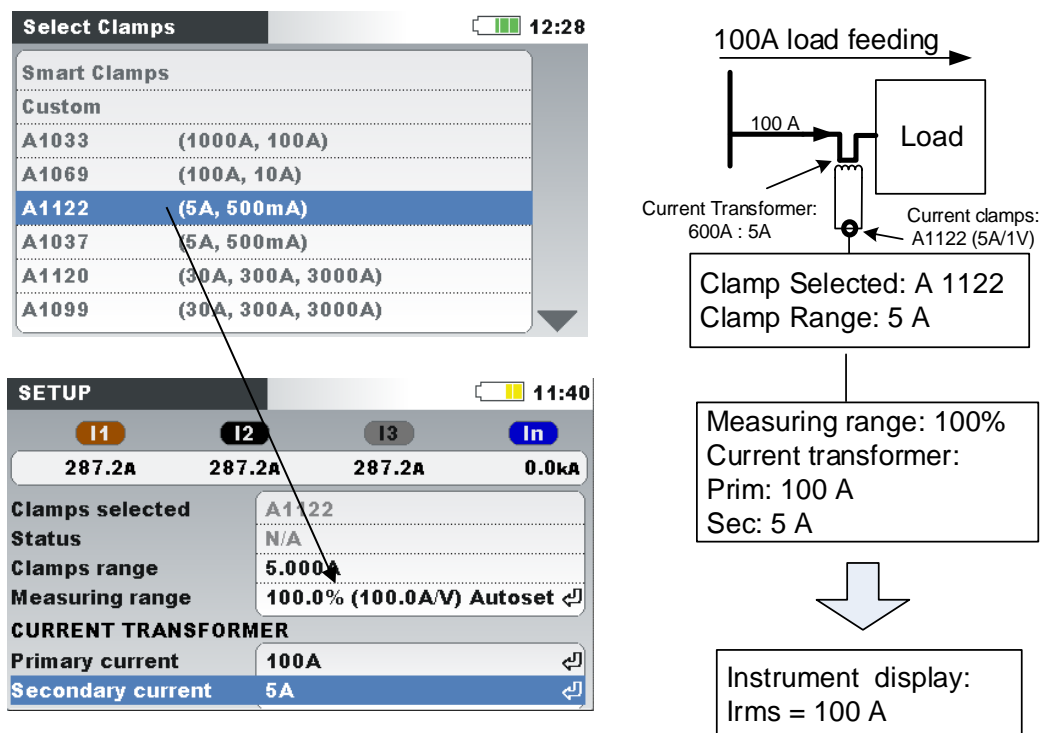 Select Clamps 12:28
Smart Clamps
Custom
A1033 (1000A, 100A)
A1069 (100A, 10A)
A1122 (5A, 500mA)
A1037 (5A, 500mA)
A1120 (30A, 300A, 3000A)
A1099 (30A, 300A, 3000A)
SETUP 11:40
I1 I2 I3 In
287.2A 287.2A 287.2A 0.0kA
Clamps selected A1122
Status N/A
Clamps range 5.000A
Measuring range 100.0% (100.0A/V) Autoset
CURRENT TRANSFORMER
Primary current 100A
Secondary current 5A
100A load feeding
100 A
Load
Current Transformer:
600A : 5A
Current clamps:
A1122 (5A/1V)
Clamp Selected: A 1122
Clamp Range: 5 A
Measuring range: 100%
Current transformer:
Prim: 100 A
Sec: 5 A
Instrument display:
Irms = 100 A